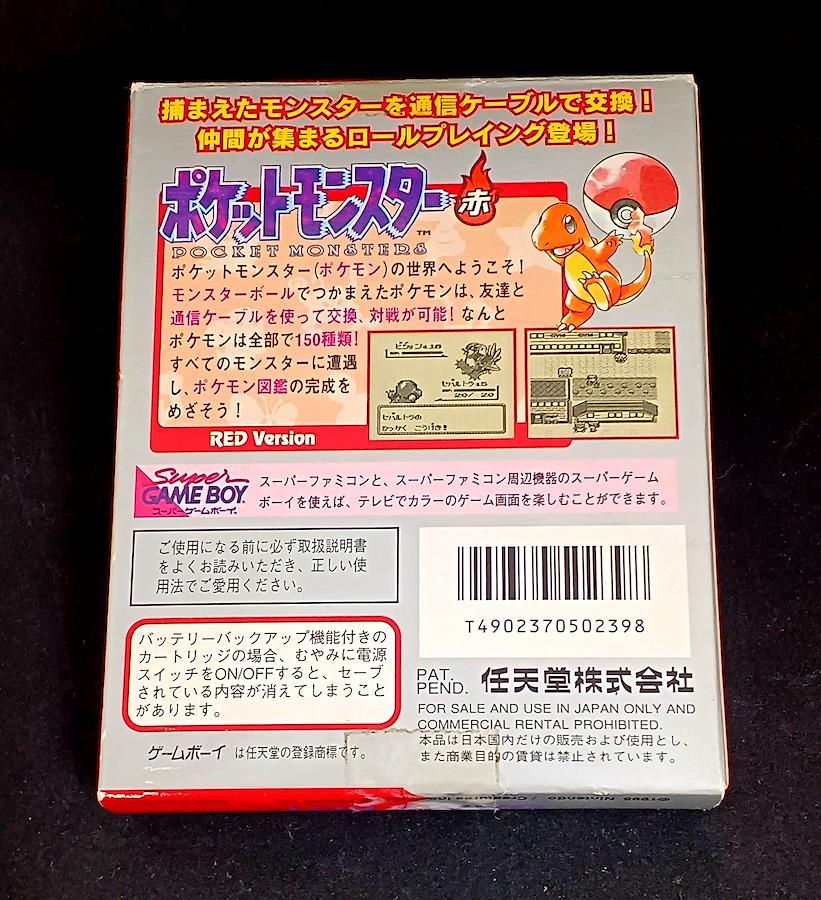 捕まえたモンスターを通信ケーブルで交換!
仲間が集まるロールプレイング登場!
ポケットモンスター 赤
TM
POCKET MONSTERS
ポケットモンスター(ポケモン)の世界へようこそ!
モンスターボールでつかまえたポケモンは、友達と
通信ケーブルを使って交換、対戦が可能! なんと
ポケモンは全部で150種類!
すべてのモンスターに遭遇
し、ポケモン図鑑の完成を
めざそう!
20/ 20
ひっかく こうげき!
GYM
RED Version
Super
GAME BOY
スーパーゲームボーイ
スーパーファミコンと、スーパーファミコン周辺機器のスーパーゲーム
ボーイを使えば、テレビでカラーのゲーム画面を楽しむことができます。
ご使用になる前に必ず取扱説明書
をよくお読みいただき、正しい使
用法でご愛用ください。
T4902370502398
バッテリーバックアップ機能付きの
カートリッジの場合、むやみに電源
スイッチをON/OFFすると、セーブ
されている内容が消えてしまうこと
があります。
PAT.
PEND.
任天堂株式会社
FOR SALE AND USE IN JAPAN ONLY AND
COMMERCIAL RENTAL PROHIBITED.
本品は日本国内だけの販売および使用とし、
また商業目的の賃貸は禁止されています。
ゲームボーイ は任天堂の登録商標です。
©1995 Nintendo